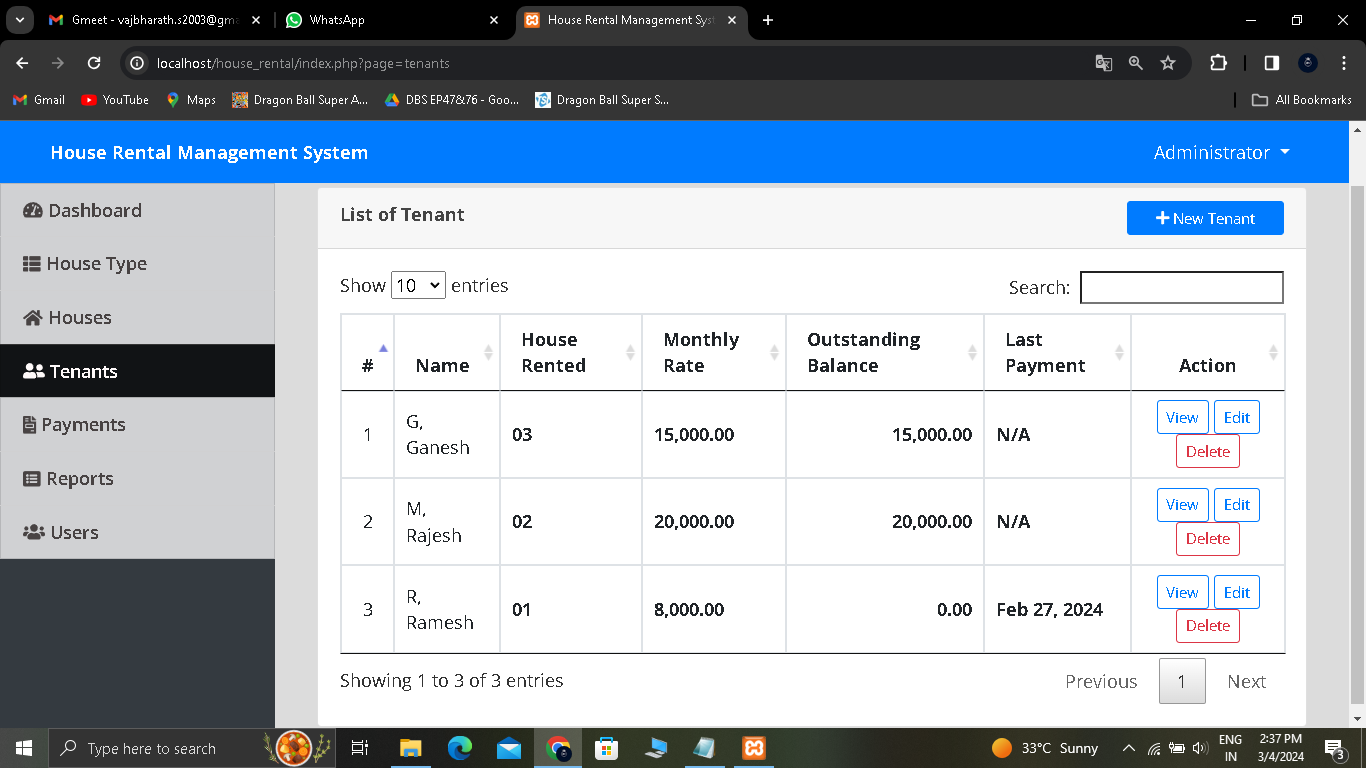 Gmeet - vajbharath.s2003@gma
WhatsApp
House Rental Management Syst
localhost/house_rental/index.php?page=tenants
Gmail
YouTube
Maps
Dragon Ball Super A...
DBS EP47&76 - Goo...
Dragon Ball Super S...
All Bookmarks
House Rental Management System
Administrator
Dashboard
House Type
Houses
Tenants
Payments
Reports
Users
List of Tenant
New Tenant
Show 10 entries
Search:
# Name House Rented Monthly Rate Outstanding Balance Last Payment Action
1 G, Ganesh 03 15,000.00 15,000.00 N/A View Edit Delete
2 M, Rajesh 02 20,000.00 20,000.00 N/A View Edit Delete
3 R, Ramesh 01 8,000.00 0.00 Feb 27, 2024 View Edit Delete
Showing 1 to 3 of 3 entries
Previous 1 Next
Type here to search
33°C Sunny
ENG
IN
2:37 PM
3/4/2024
3